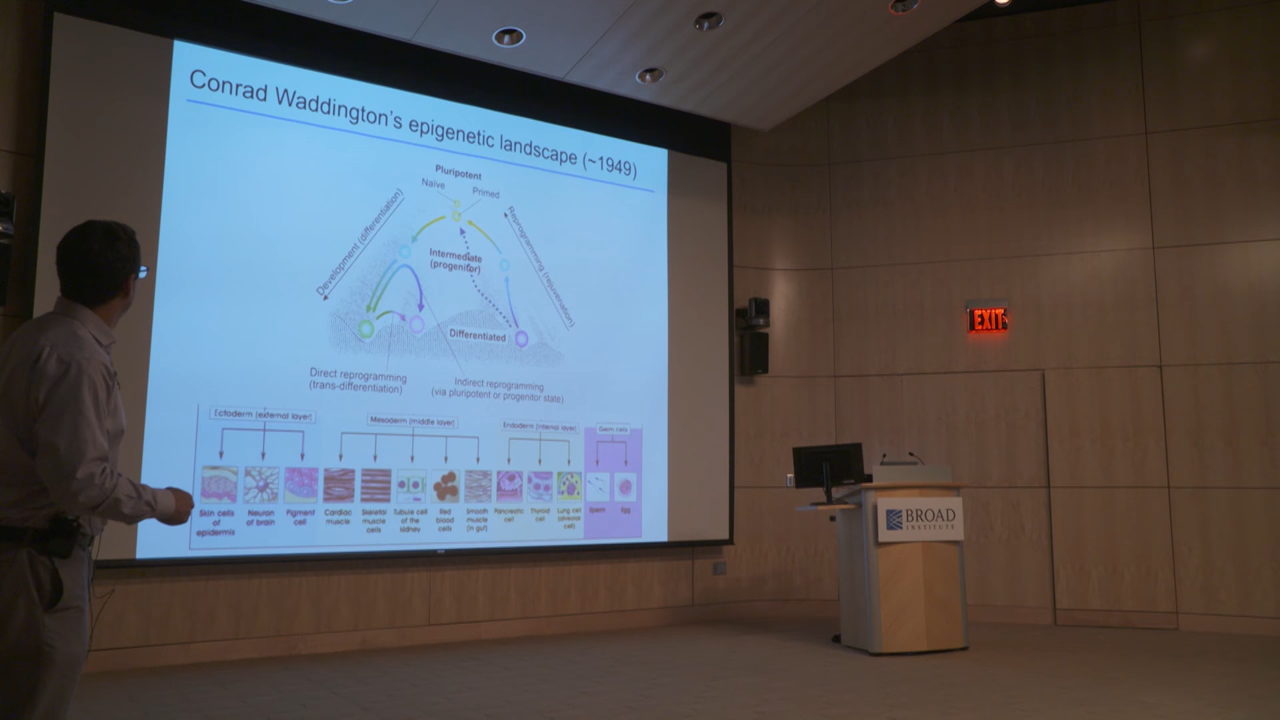 Conrad Waddington's epigenetic landscape (~1949)
Pluripotent
Naïve
Primed
Development (differentiation)
Reprogramming (rejuvenation)
Intermediate
(progenitor)
Differentiated
Direct reprogramming
(trans-differentiation)
Indirect reprogramming
(via pluripotent or progenitor state)
Ectoderm (external layer)
Mesoderm (middle layer)
Endoderm (internal layer)
Germ cells
Skin cells
of
epidermis
Neuron
of brain
Pigment
cell
Cardiac
muscle
Skeletal
muscle
cells
Tubule cell
of the
kidney
Red
blood
cells
Smooth
muscle
(in gut)
Pancreatic
cell
Thyroid
cell
Lung cell
(alveolar
cell)
Sperm
Egg
EXIT
BROAD
INSTITUTE